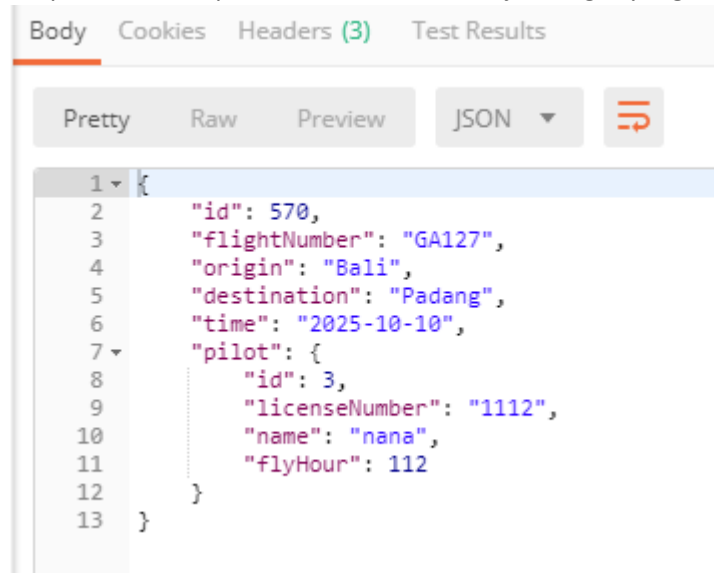 Body Cookies Headers (3) Test Results
Pretty Raw Preview JSON
1 {
2 "id": 570,
3 "flightNumber": "GA127",
4 "origin": "Bali",
5 "destination": "Padang",
6 "time": "2025-10-10",
7 "pilot": {
8 "id": 3,
9 "licenseNumber": "1112",
10 "name": "nana",
11 "flyHour": 112
12 }
13 }